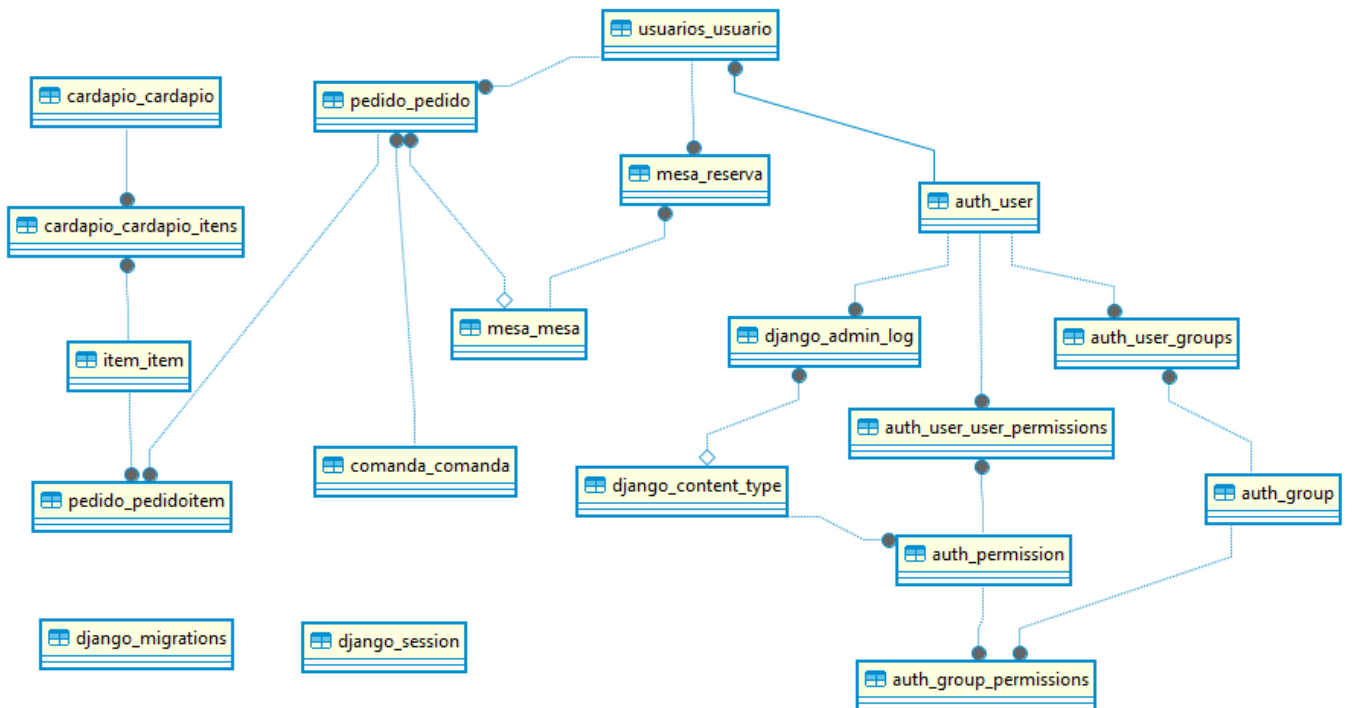 usuarios_usuario
cardapio_cardapio
pedido_pedido
mesa_reserva
auth_user
cardapio_cardapio_itens
mesa_mesa
django_admin_log
auth_user_groups
item_item
auth_user_user_permissions
comanda_comanda
django_content_type
auth_group
pedido_pedidoitem
auth_permission
django_migrations
django_session
auth_group_permissions